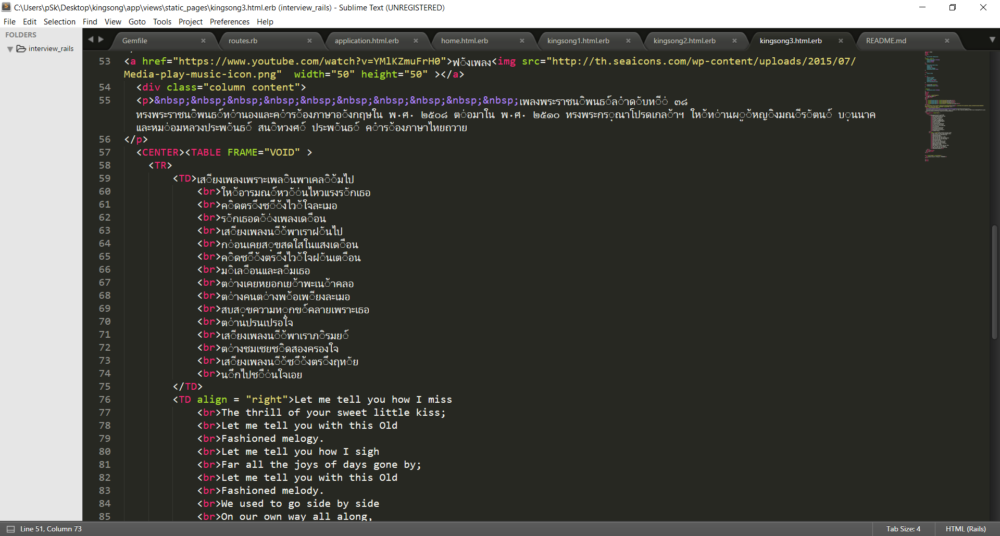 C:\Users\pSk\Desktop\kingsong\app\views\static_pages\kingsong3.html.erb (interview_rails) - Sublime Text (UNREGISTERED)
File Edit Selection Find View Goto Tools Project Preferences Help
FOLDERS
interview_rails
Gemfile routes.rb application.html.erb home.html.erb kingsong1.html.erb kingsong2.html.erb kingsong3.html.erb README.md
53 <a href="https://www.youtube.com/watch?v=YMlKZmuFrH0">ฟังเพลง<img src="http://th.seaicons.com/wp-content/uploads/2015/07/
Media-play-music-icon.png"  width="50" height="50" ></a>
54 <div class="column content">
55 <p>&nbsp;&nbsp;&nbsp;&nbsp;&nbsp;&nbsp;&nbsp;&nbsp;&nbsp;&nbsp;เพลงพระราชนิพนธ์ลำดับที่ ๓๘
ทรงพระราชนิพนธ์ทำนองและคำร้องภาษาอังกฤษใน พ.ศ. ๒๕๐๘ ต่อมาใน พ.ศ. ๒๕๑๐ ทรงพระกรุณาโปรดเกล้าฯ ให้ท่านผู้หญิงมณีรัตน์ บุนนาค
และหม่อมหลวงประพันธ์ สนิทวงศ์ ประพันธ์ คำร้องภาษาไทยถวาย
56 </p>
57 <CENTER><TABLE FRAME="VOID" >
58 <TR>
59 <TD>เสียงเพลงเพราะเพลินพาเคลิ้มไป
60 <br>ให้อารมณ์หวั่นไหวแรงรักเธอ
61 <br>คิดตรึงซึ้งไว้ใจละเมอ
62 <br>รักเธอดั่งเพลงเดือน
63 <br>เสียงเพลงนี้พาเราฝันไป
64 <br>ก่อนเคยสุขสดใสในแสงเดือน
65 <br>คิดซึ้งตรึงไว้ใจฝันเตือน
66 <br>มิเลือนและลืมเธอ
67 <br>ต่างเคยหยอกเย้าพะเน้าคลอ
68 <br>ต่างคนต่างพ้อเพียงละเมอ
69 <br>สบสุขความทุกข์คลายเพราะเธอ
70 <br>ต่านปรนเปรอใจ
71 <br>เสียงเพลงนี้พาเราภิรมย์
72 <br>ต่างชมเชยชิดสองครองใจ
73 <br>เสียงเพลงนี้ซึ้งตรึงฤทัย
74 <br>นึกไปชื่นใจเอย
75 </TD>
76 <TD align = "right">Let me tell you how I miss
77 <br>The thrill of your sweet little kiss;
78 <br>Let me tell you with this Old
79 <br>Fashioned melogy.
80 <br>Let me tell you how I sigh
81 <br>Far all the joys of days gone by;
82 <br>Let me tell you with this Old
83 <br>Fashioned melody.
84 <br>We used to go side by side
85 <br>On our own way all along,
Line 51, Column 73 Tab Size: 4 HTML (Rails)